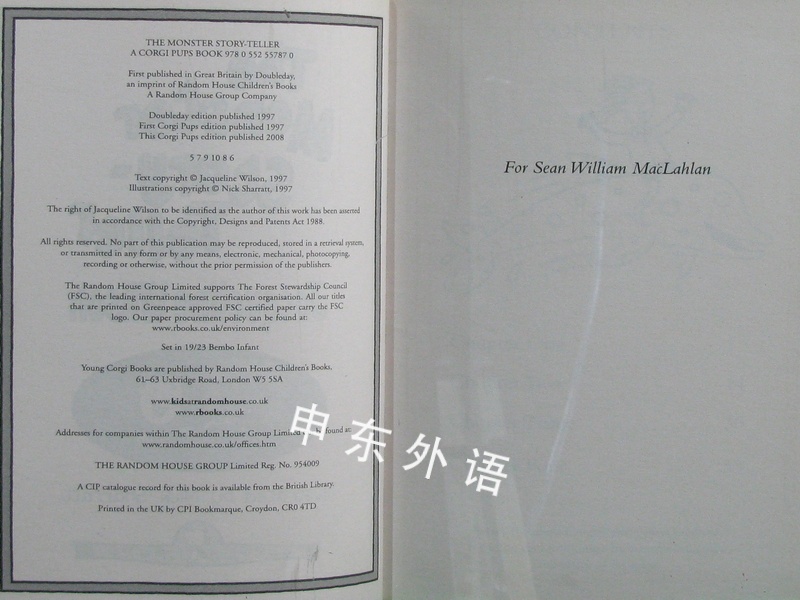 THE MONSTER STORY-TELLER
A CORGI PUPS BOOK 978 0 552 55787 0
First published in Great Britain by Doubleday,
an imprint of Random House Children's Books
A Random House Group Company
Doubleday edition published 1997
First Corgi Pups edition published 1997
This Corgi Pups edition published 2008
5 7 9 10 8 6
Text copyright © Jacqueline Wilson, 1997
Illustrations copyright © Nick Sharratt, 1997
The right of Jacqueline Wilson to be identified as the author of this work has been asserted
in accordance with the Copyright, Designs and Patents Act 1988.
All rights reserved. No part of this publication may be reproduced, stored in a retrieval system,
or transmitted in any form or by any means, electronic, mechanical, photocopying,
recording or otherwise, without the prior permission of the publishers.
The Random House Group Limited supports The Forest Stewardship Council
(FSC), the leading international forest certification organisation. All our titles
that are printed on Greenpeace approved FSC certified paper carry the FSC
logo. Our paper procurement policy can be found at:
www.rbooks.co.uk/environment
Set in 19/23 Bembo Infant
Young Corgi Books are published by Random House Children's Books,
61–63 Uxbridge Road, London W5 5SA
www.kidsatrandomhouse.co.uk
www.rbooks.co.uk
Addresses for companies within The Random House Group Limited found at:
www.randomhouse.co.uk/offices.htm
THE RANDOM HOUSE GROUP Limited Reg. No. 954009
A CIP catalogue record for this book is available from the British Library.
Printed in the UK by CPI Bookmarque, Croydon, CR0 4TD
For Sean William MacLahlan
申东外语